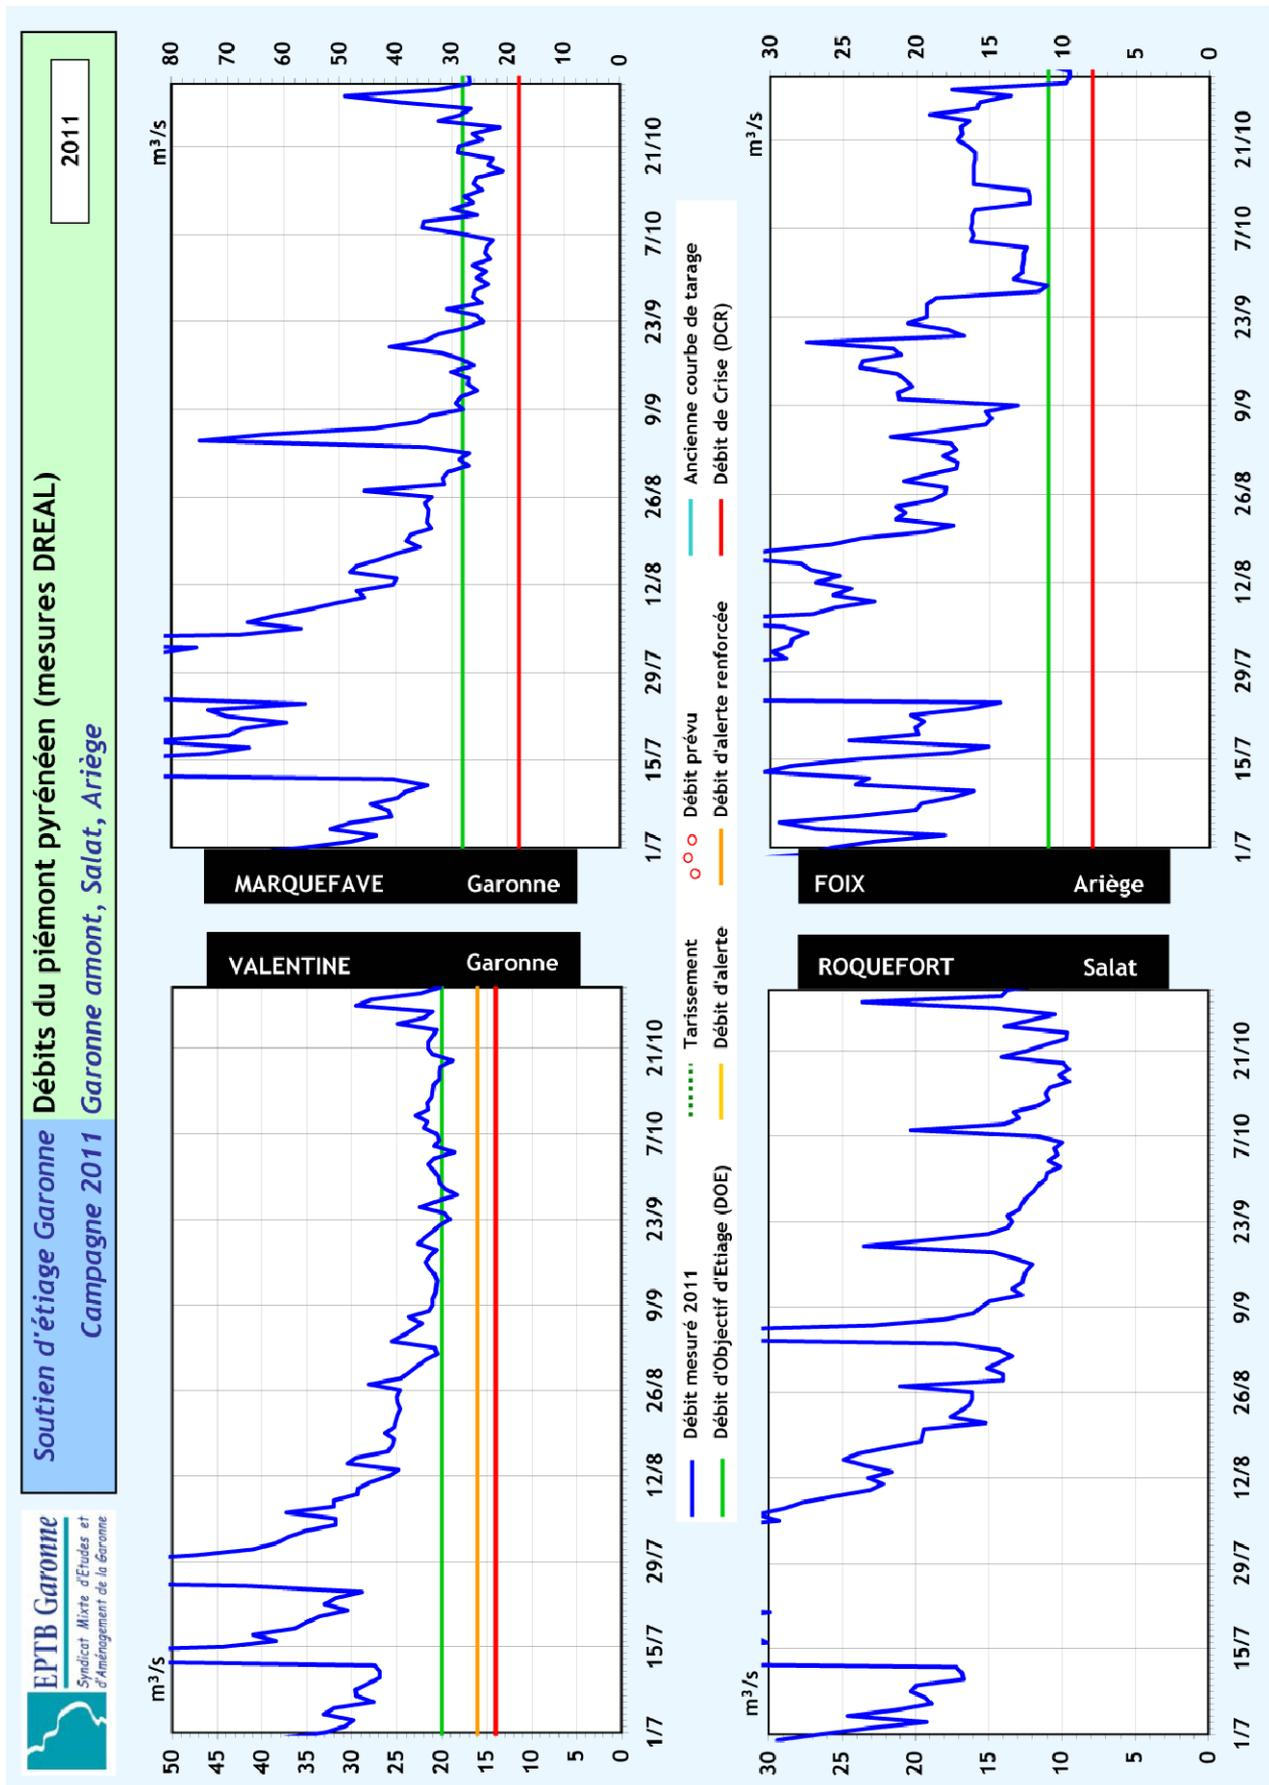 EPTB Garonne
Syndicat Mixte d'Etudes et
d'Aménagement de la Garonne
Soutien d'étiage Garonne
Campagne 2011
Débits du piémont pyrénéen (mesures DREAL)
Garonne amont, Salat, Ariège
2011
m³/s
50
45
40
35
30
25
20
15
10
5
0
1/7
15/7
29/7
12/8
26/8
9/9
23/9
7/10
21/10
VALENTINE
Garonne
MARQUEFAVE
Garonne
m³/s
80
70
60
50
40
30
20
10
0
1/7
15/7
29/7
12/8
26/8
9/9
23/9
7/10
21/10
Débit mesuré 2011
Tarissement
Débit prévu
Ancienne courbe de tarage
Débit d'Objectif d'Etiage (DOE)
Débit d'alerte
Débit d'alerte renforcée
Débit de Crise (DCR)
m³/s
30
25
20
15
10
5
0
1/7
15/7
29/7
12/8
26/8
9/9
23/9
7/10
21/10
ROQUEFORT
Salat
FOIX
Ariège
m³/s
30
25
20
15
10
5
0
1/7
15/7
29/7
12/8
26/8
9/9
23/9
7/10
21/10